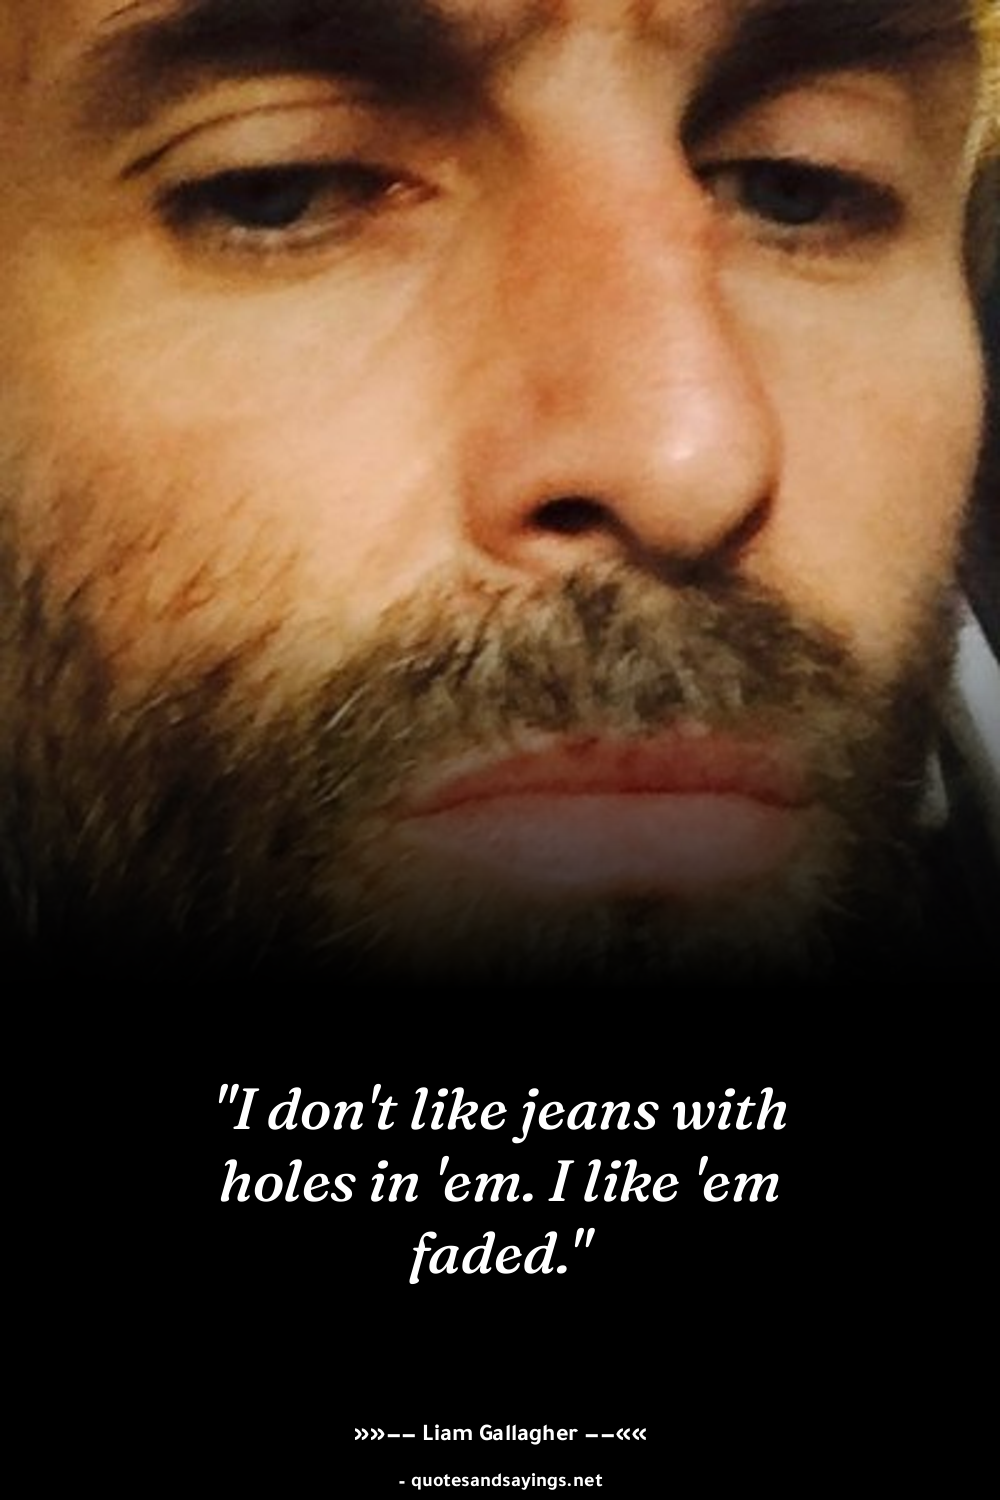 "I don't like jeans with
holes in 'em. I like 'em
faded."
»»−− Liam Gallagher −−««
- quotesandsayings.net